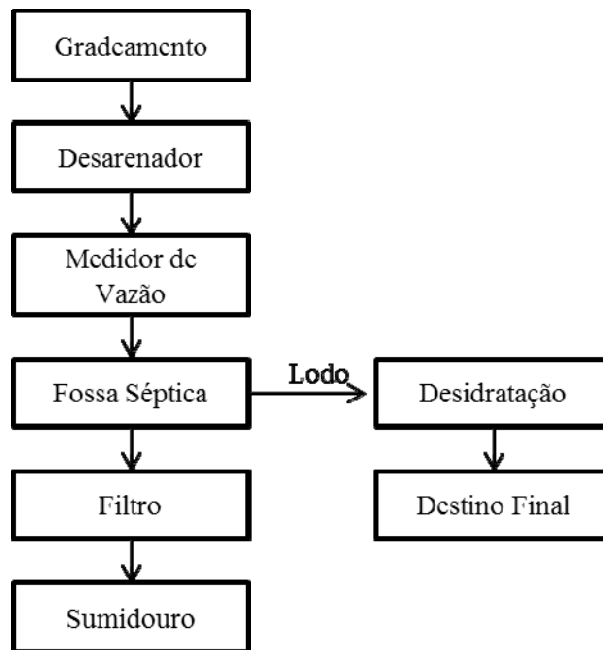 Gradeamento
Desarenador
Medidor de
Vazão
Fossa Séptica
Lodo
Desidratação
Filtro
Destino Final
Sumidouro